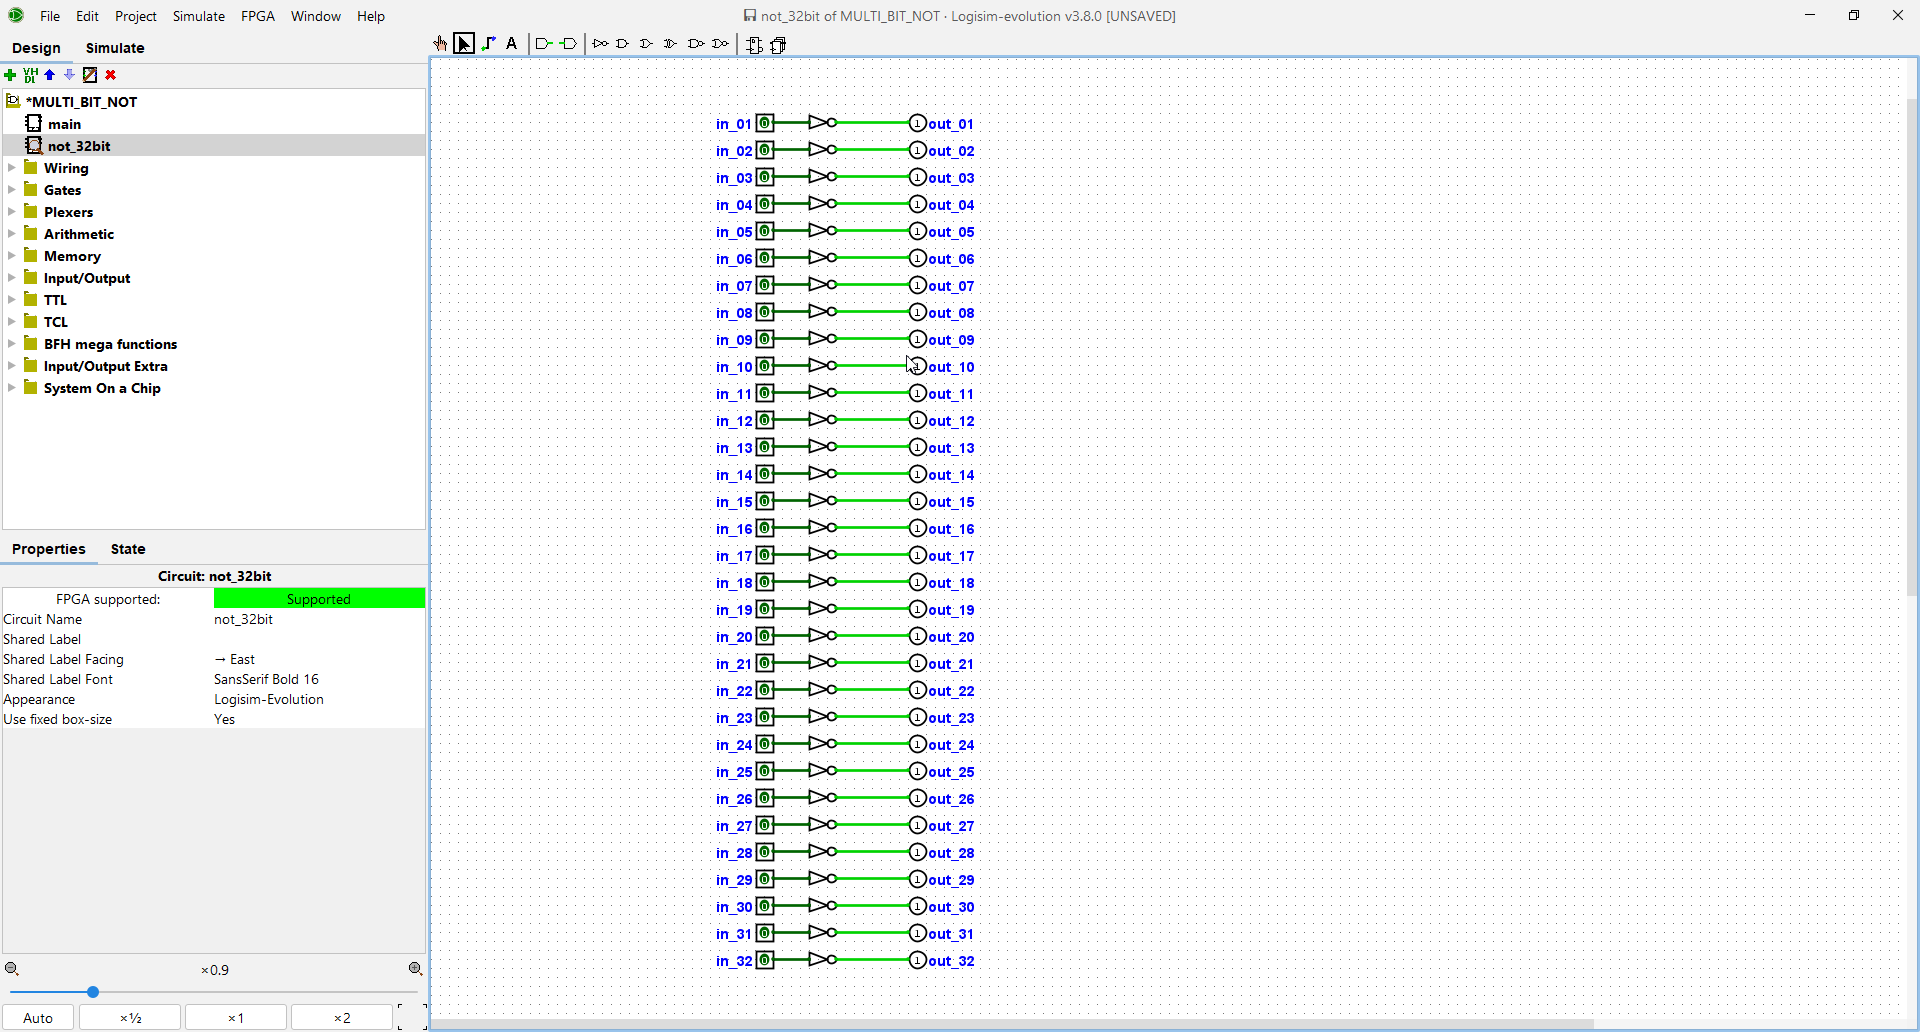 File Edit Project Simulate FPGA Window Help
not_32bit of MULTI_BIT_NOT · Logisim-evolution v3.8.0 [UNSAVED]
Design Simulate
A
VH
DL
*MULTI_BIT_NOT
main
not_32bit
Wiring
Gates
Plexers
Arithmetic
Memory
Input/Output
TTL
TCL
BFH mega functions
Input/Output Extra
System On a Chip
Properties State
Circuit: not_32bit
FPGA supported: Supported
Circuit Name not_32bit
Shared Label
Shared Label Facing → East
Shared Label Font SansSerif Bold 16
Appearance Logisim-Evolution
Use fixed box-size Yes
×0.9
Auto ×½ ×1 ×2
in_01 0 1 out_01
in_02 0 1 out_02
in_03 0 1 out_03
in_04 0 1 out_04
in_05 0 1 out_05
in_06 0 1 out_06
in_07 0 1 out_07
in_08 0 1 out_08
in_09 0 1 out_09
in_10 0 1 out_10
in_11 0 1 out_11
in_12 0 1 out_12
in_13 0 1 out_13
in_14 0 1 out_14
in_15 0 1 out_15
in_16 0 1 out_16
in_17 0 1 out_17
in_18 0 1 out_18
in_19 0 1 out_19
in_20 0 1 out_20
in_21 0 1 out_21
in_22 0 1 out_22
in_23 0 1 out_23
in_24 0 1 out_24
in_25 0 1 out_25
in_26 0 1 out_26
in_27 0 1 out_27
in_28 0 1 out_28
in_29 0 1 out_29
in_30 0 1 out_30
in_31 0 1 out_31
in_32 0 1 out_32